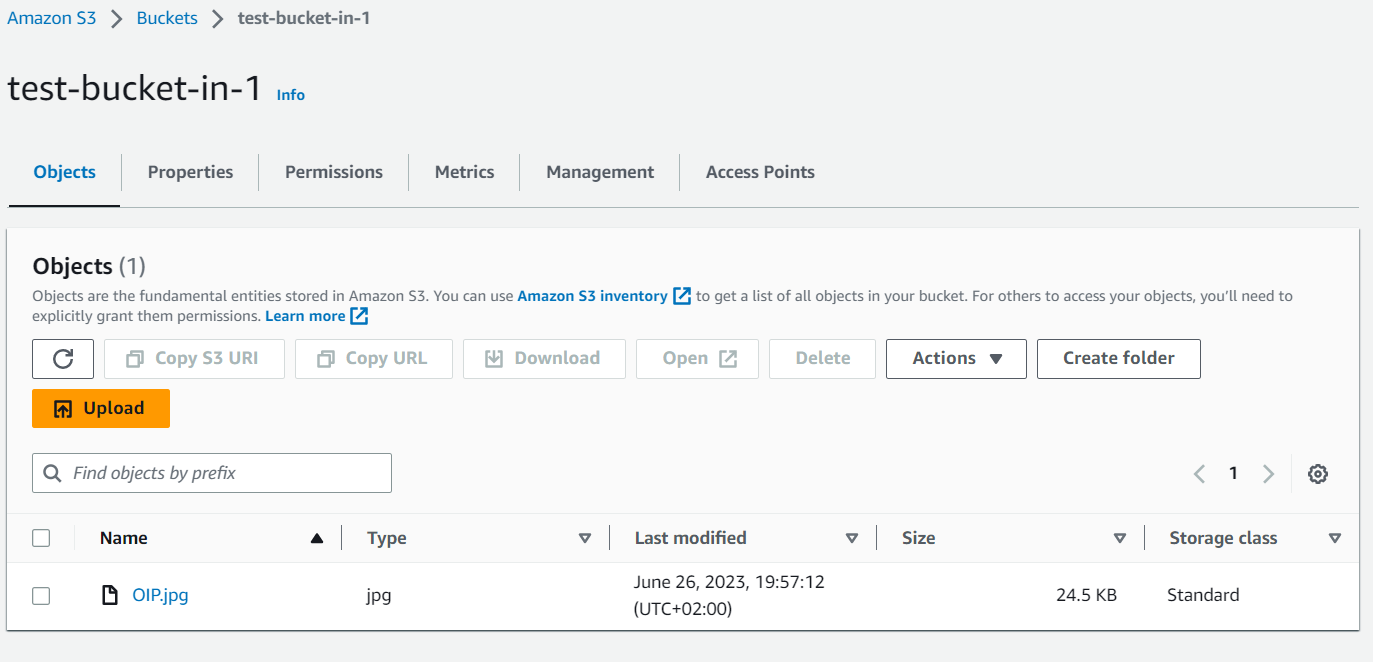 Amazon S3 > Buckets > test-bucket-in-1
test-bucket-in-1 Info
Objects Properties Permissions Metrics Management Access Points
Objects (1)
Objects are the fundamental entities stored in Amazon S3. You can use Amazon S3 inventory to get a list of all objects in your bucket. For others to access your objects, you’ll need to
explicitly grant them permissions. Learn more
Copy S3 URI Copy URL Download Open Delete Actions Create folder
Upload
Find objects by prefix 1
Name Type Last modified Size Storage class
OIP.jpg jpg June 26, 2023, 19:57:12 (UTC+02:00) 24.5 KB Standard